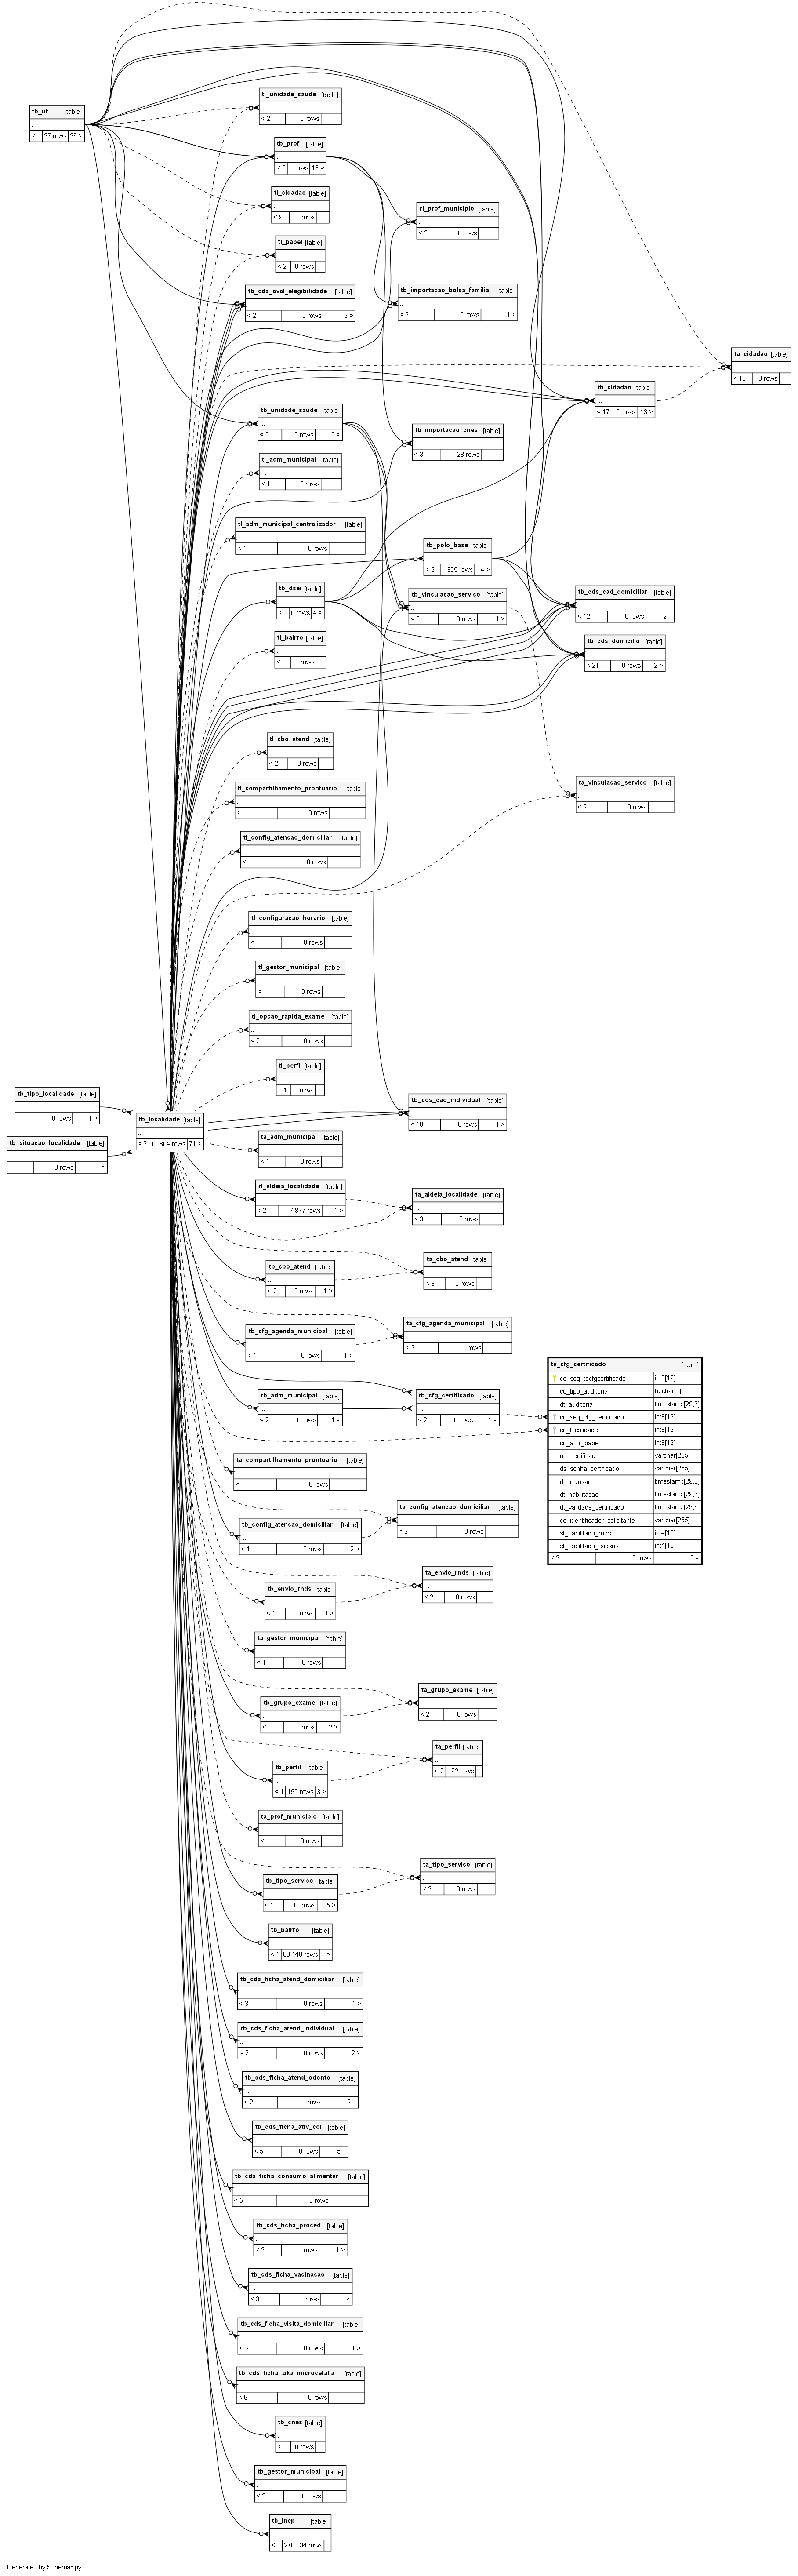 tl_unidade_saude [table]
...
< 2 0 rows
tb_uf [table]
...
< 1 27 rows 26 >
tb_prof [table]
...
< 6 0 rows 13 >
tl_cidadao [table]
...
< 9 0 rows
rl_prof_municipio [table]
...
< 2 0 rows
tl_papel [table]
...
< 2 0 rows
tb_cds_aval_elegibilidade [table]
...
< 21 0 rows 2 >
tb_importacao_bolsa_familia [table]
...
< 2 0 rows 1 >
ta_cidadao [table]
...
< 10 0 rows
tb_cidadao [table]
...
< 17 0 rows 13 >
tb_unidade_saude [table]
...
< 5 0 rows 19 >
tb_importacao_cnes [table]
...
< 3 28 rows
tl_adm_municipal [table]
...
< 1 0 rows
tl_adm_municipal_centralizador [table]
...
< 1 0 rows
tb_polo_base [table]
...
< 2 395 rows 4 >
tb_dsei [table]
...
< 1 0 rows 4 >
tb_vinculacao_servico [table]
...
< 3 0 rows 1 >
tb_cds_cad_domiciliar [table]
...
< 12 0 rows 2 >
tl_bairro [table]
...
< 1 0 rows
tb_cds_domicilio [table]
...
< 21 0 rows 2 >
tl_cbo_atend [table]
...
< 2 0 rows
tl_compartilhamento_prontuario [table]
...
< 1 0 rows
ta_vinculacao_servico [table]
...
< 2 0 rows
tl_config_atencao_domiciliar [table]
...
< 1 0 rows
tl_configuracao_horario [table]
...
< 1 0 rows
tl_gestor_municipal [table]
...
< 1 0 rows
tl_opcao_rapida_exame [table]
...
< 2 0 rows
tl_perfil [table]
...
< 1 0 rows
tb_tipo_localidade [table]
...
0 rows 1 >
tb_cds_cad_individual [table]
...
< 10 0 rows 1 >
tb_localidade [table]
...
< 3 10.864 rows 71 >
tb_situacao_localidade [table]
...
0 rows 1 >
ta_adm_municipal [table]
...
< 1 0 rows
rl_aldeia_localidade [table]
...
< 2 7.877 rows 1 >
ta_aldeia_localidade [table]
...
< 3 0 rows
tb_cbo_atend [table]
...
< 2 0 rows 1 >
ta_cbo_atend [table]
...
< 3 0 rows
tb_cfg_agenda_municipal [table]
...
< 1 0 rows 1 >
ta_cfg_agenda_municipal [table]
...
< 2 0 rows
tb_adm_municipal [table]
...
< 2 0 rows 1 >
tb_cfg_certificado [table]
...
< 2 0 rows 1 >
ta_cfg_certificado [table]
co_seq_tacfgcertificado int8[19]
co_tipo_auditoria bpchar[1]
dt_auditoria timestamp[29,6]
co_seq_cfg_certificado int8[19]
co_localidade int8[19]
co_ator_papel int8[19]
no_certificado varchar[255]
ds_senha_certificado varchar[255]
dt_inclusao timestamp[29,6]
dt_habilitacao timestamp[29,6]
dt_validade_certificado timestamp[29,6]
co_identificador_solicitante varchar[255]
st_habilitado_rnds int4[10]
st_habilitado_cadsus int4[10]
< 2 0 rows 0 >
ta_compartilhamento_prontuario [table]
...
< 1 0 rows
tb_config_atencao_domiciliar [table]
...
< 1 0 rows 2 >
ta_config_atencao_domiciliar [table]
...
< 2 0 rows
tb_envio_rnds [table]
...
< 1 0 rows 1 >
ta_envio_rnds [table]
...
< 2 0 rows
ta_gestor_municipal [table]
...
< 1 0 rows
tb_grupo_exame [table]
...
< 1 0 rows 2 >
ta_grupo_exame [table]
...
< 2 0 rows
tb_perfil [table]
...
< 1 195 rows 3 >
ta_perfil [table]
...
< 2 192 rows
ta_prof_municipio [table]
...
< 1 0 rows
tb_tipo_servico [table]
...
< 1 10 rows 5 >
ta_tipo_servico [table]
...
< 2 0 rows
tb_bairro [table]
...
< 1 63.148 rows 1 >
tb_cds_ficha_atend_domiciliar [table]
...
< 3 0 rows 1 >
tb_cds_ficha_atend_individual [table]
...
< 2 0 rows 2 >
tb_cds_ficha_atend_odonto [table]
...
< 2 0 rows 2 >
tb_cds_ficha_ativ_col [table]
...
< 5 0 rows 5 >
tb_cds_ficha_consumo_alimentar [table]
...
< 5 0 rows
tb_cds_ficha_proced [table]
...
< 2 0 rows 1 >
tb_cds_ficha_vacinacao [table]
...
< 3 0 rows 1 >
tb_cds_ficha_visita_domiciliar [table]
...
< 2 0 rows 1 >
tb_cds_ficha_zika_microcefalia [table]
...
< 9 0 rows
tb_cnes [table]
...
< 1 0 rows
tb_gestor_municipal [table]
...
< 2 0 rows
tb_inep [table]
...
< 1 278.134 rows
Generated by SchemaSpy